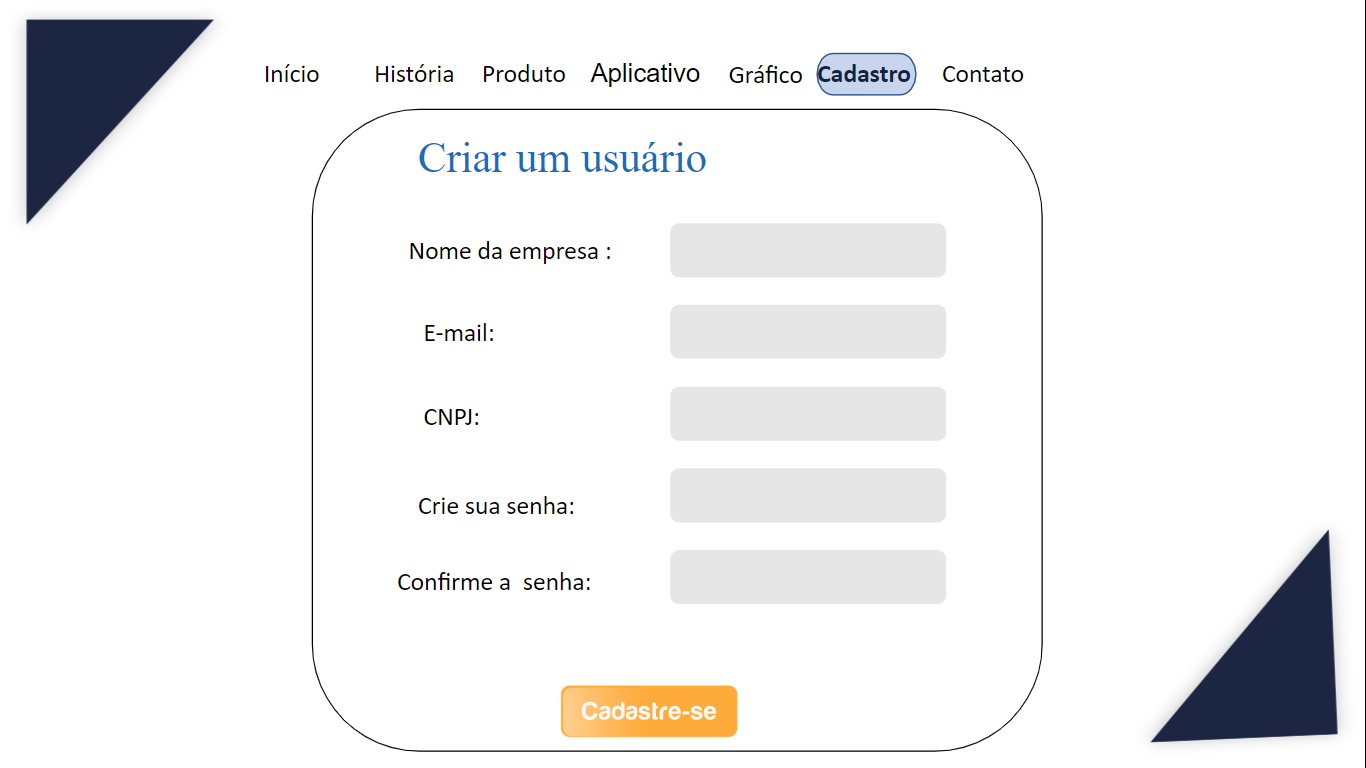 Início História Produto Aplicativo Gráfico Cadastro Contato
Criar um usuário
Nome da empresa :
E-mail:
CNPJ:
Crie sua senha:
Confirme a  senha:
Cadastre-se